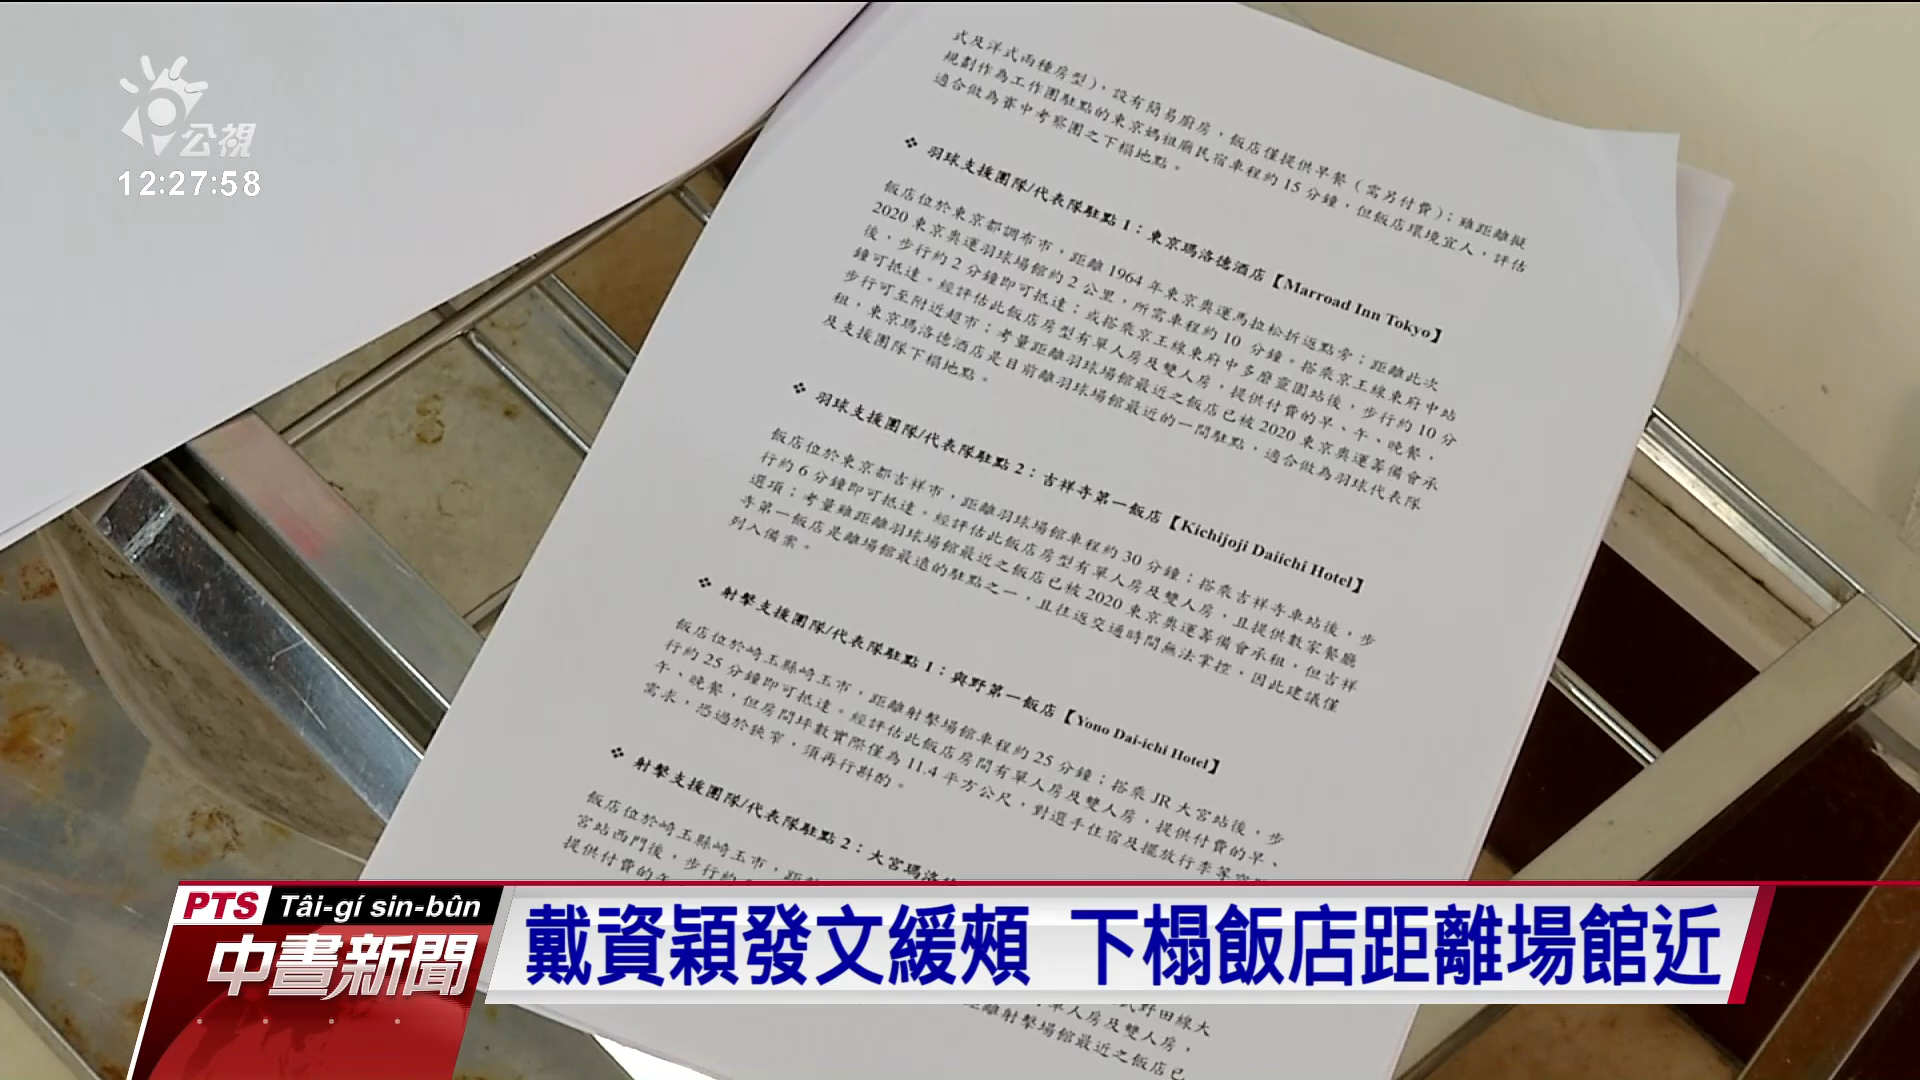 公視
12:27:58
式及洋式兩種房型)，設有簡易廚房，飯店僅提供早餐（需另付費)；雖距離擬
規劃作為工作團駐點的東京媽祖廟民宿車程約 15 分鐘，但飯店環境宜人，評估
適合做為賽中考察團之下榻地點。
❖ 羽球支援團隊/代表隊駐點 1：東京瑪洛德酒店【Marroad Inn Tokyo】
飯店位於東京都調布市，距離 1964 年東京奧運馬拉松折返點旁；距離此次
2020 東京奧運羽球場館約 2 公里，所需車程約 10 分鐘。搭乘京王線東府中站
後，步行約 2 分鐘即可抵達；或搭乘京王線東府中多磨靈園站後，步行約 10 分
鐘可抵達。經評估此飯店房型有單人房及雙人房，提供付費的早、午、晚餐，
步行可至附近超市；考量距離羽球場館最近之飯店已被 2020 東京奧運籌備會承
租，東京瑪洛德酒店是目前離羽球場館最近的一間駐點，適合做為羽球代表隊
及支援團隊下榻地點。
❖ 羽球支援團隊/代表隊駐點 2：吉祥寺第一飯店【Kichijoji Daiichi Hotel】
飯店位於東京都吉祥市，距離羽球場館車程約 30 分鐘；搭乘吉祥寺車站後，步
行約 6 分鐘即可抵達。經評估此飯店房型有單人房及雙人房，且提供數家餐廳
選項；考量雖距離羽球場館最近之飯店已被 2020 東京奧運籌備會承租，但吉祥
寺第一飯店是離場館最遠的駐點之一，且往返交通時間無法掌控，因此建議僅
列入備案。
❖ 射擊支援團隊/代表隊駐點 1：與野第一飯店【Yono Dai-ichi Hotel】
飯店位於崎玉縣崎玉市，距離射擊場館車程約 25 分鐘；搭乘 JR 大宮站後，步
行約 25 分鐘即可抵達。經評估此飯店房間有單人房及雙人房，提供付費的早、
午、晚餐，但房間坪數實際僅為 11.4 平方公尺，對選手住宿及擺放行李等空間
需求，恐過於狹窄，須再行斟酌。
❖ 射擊支援團隊/代表隊駐點 2：大宮瑪洛
飯店位於崎玉縣崎玉市，距離
宮站西門後，步行約
提供付費的午
武野田線大
單人房及雙人房，
距離射擊場館最近之飯店已
PTS Tâi-gí sin-bûn
中晝新聞
戴資穎發文緩頰 下榻飯店距離場館近